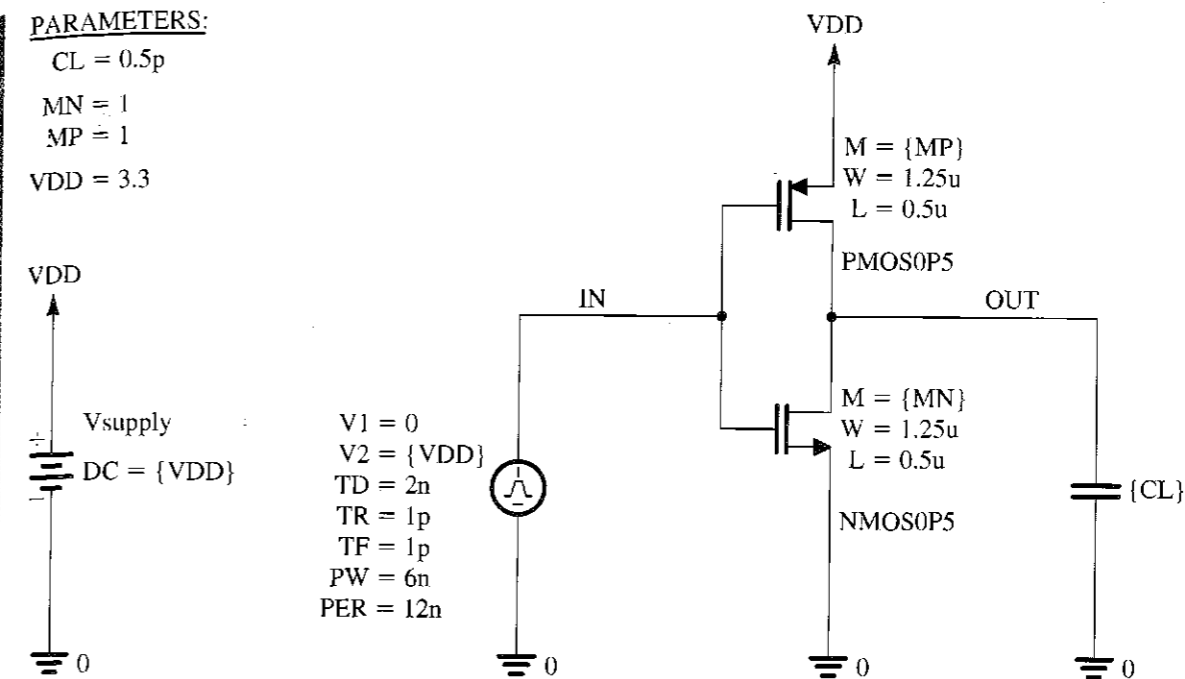 PARAMETERS:
CL = 0.5p
MN = 1
MP = 1
VDD = 3.3
VDD
Vsupply
DC = {VDD}
+
−
0
IN
V1 = 0
V2 = {VDD}
TD = 2n
TR = 1p
TF = 1p
PW = 6n
PER = 12n
0
VDD
M = {MP}
W = 1.25u
L = 0.5u
PMOS0P5
OUT
M = {MN}
W = 1.25u
L = 0.5u
NMOS0P5
0
{CL}
0